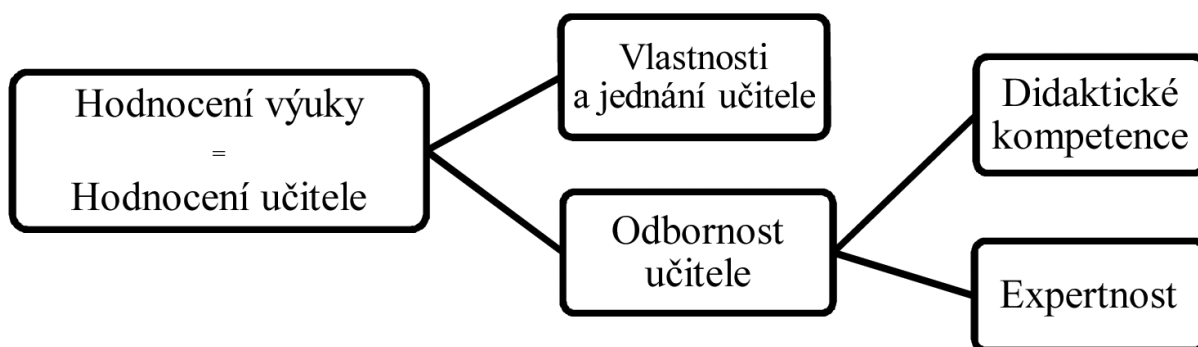 Hodnocení výuky
=
Hodnocení učitele
Vlastnosti
a jednání učitele
Odbornost
učitele
Didaktické
kompetence
Expertnost